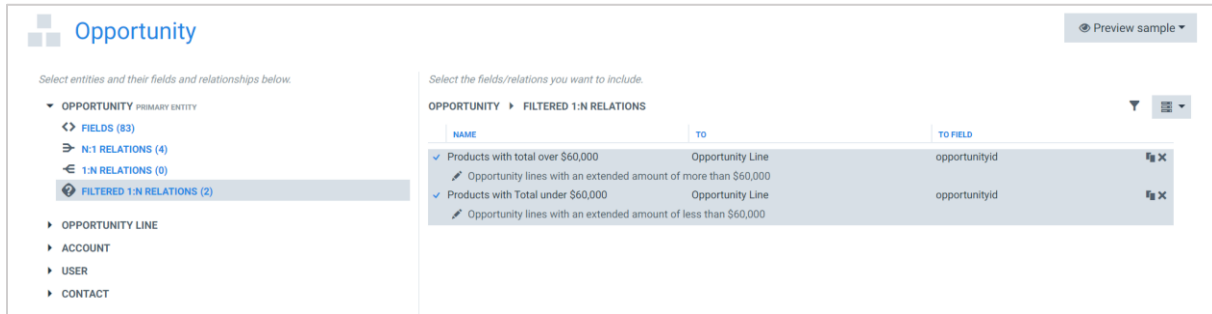 Opportunity
Preview sample
Select entities and their fields and relationships below.
OPPORTUNITY PRIMARY ENTITY
FIELDS (83)
N:1 RELATIONS (4)
1:N RELATIONS (0)
FILTERED 1:N RELATIONS (2)
OPPORTUNITY LINE
ACCOUNT
USER
CONTACT
Select the fields/relations you want to include.
OPPORTUNITY FILTERED 1:N RELATIONS
NAME TO TO FIELD
Products with total over $60,000 Opportunity Line opportunityid
Opportunity lines with an extended amount of more than $60,000
Products with Total under $60,000 Opportunity Line opportunityid
Opportunity lines with an extended amount of less than $60,000